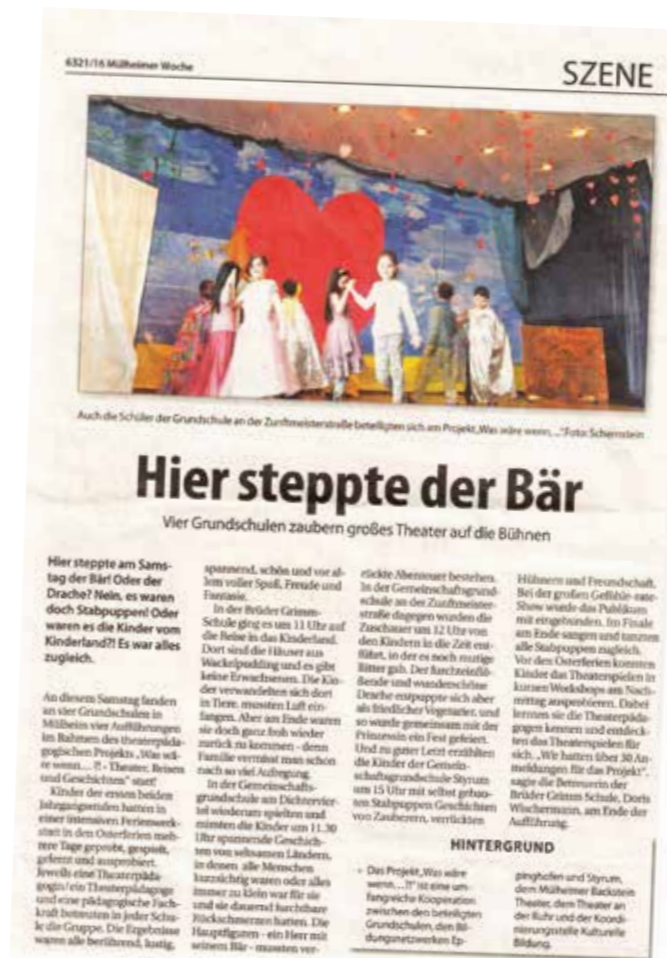 6321/16 Mülheimer Woche
SZENE
Auch die Schüler der Grundschule an der Zunftmeisterstraße beteiligten sich am Projekt „Was wäre wenn, ..." Foto: Schernstein
Hier steppte der Bär
Vier Grundschulen zaubern großes Theater auf die Bühnen
Hier steppte am Sams-
tag der Bär! Oder der
Drache? Nein, es waren
doch Stabpuppen! Oder
waren es die Kinder vom
Kinderland?! Es war alles
zugleich.
An diesem Samstag fanden
an vier Grundschulen in
Mülheim vier Aufführungen
im Rahmen des theaterpäda-
gogischen Projekts „Was wä-
re wenn... ?! - Theater, Reisen
und Geschichten" statt!
Kinder der ersten beiden
Jahrgangsenden hatten in
einer intensiven Ferienwerk-
statt in den Osterferien meh-
rere Tage geprobt, gespielt,
gelernt und ausprobiert.
Jeweils eine Theaterpäda-
gogin/ein Theaterpädagoge
und eine pädagogische Fach-
kraft betreuten in jeder Schu-
le die Gruppe. Die Ergebnisse
waren alle berührend, lustig,
spannend, schön und vor al-
lem voller Spaß, Freude und
Fantasie.
In der Brüder Grimm-
Schule ging es um 11 Uhr auf
die Reise in das Kinderland.
Dort sind die Häuser aus
Wackelpudding und es gibt
keine Erwachsenen. Die Kin-
der verwandelten sich dort
in Tiere, mussten Luft ein-
fangen. Aber am Ende waren
sie doch ganz froh wieder
zurück zu kommen - denn
Familie vermisst man schon
nach so viel Aufregung.
In der Gemeinschafts-
grundschule am Dichtervier-
tel wiederum spielten und
mimten die Kinder um 11.30
Uhr spannende Geschich-
ten von seltsamen Ländern,
in denen alle Menschen
kurzsichtig waren oder alles
immer zu klein war für sie
und sie dauernd furchtbare
Rückschmerzen hatten. Die
Hauptfiguren - ein Herr mit
seinem Bär - mussten ver-
rückte Abenteuer bestehen.
In der Gemeinschaftsgrund-
schule an der Zunftmeister-
straße dagegen wurden die
Zuschauer um 12 Uhr von
den Kindern in die Zeit ent-
führt, in der es noch mutige
Ritter gab. Der furchteinflö-
ßende und wunderschöne
Drache entpuppte sich aber
als friedlicher Vegetarier, und
so wurde gemeinsam mit der
Prinzessin ein Fest gefeiert.
Und zu guter Letzt erzählten
die Kinder der Gemein-
schaftsgrundschule Styrum
um 15 Uhr mit selbst gebau-
ten Stabpuppen Geschichten
von Zauberern, verrückten
Hühnern und Freundschaft.
Bei der großen Gefühle-rate-
Show wurde das Publikum
mit eingebunden. Im Finale
am Ende sangen und tanzten
alle Stabpuppen zugleich.
Vor den Osterferien konnten
Kinder das Theaterspielen in
kurzen Workshops am Nach-
mittag ausprobieren. Dabei
lernten sie die Theaterpäda-
gogen kennen und entdeck-
ten das Theaterspielen für
sich. „Wir hatten über 30 An-
meldungen für das Projekt",
sagte die Betreuerin der
Brüder Grimm Schule, Doris
Wischermann, am Ende der
Aufführung.
HINTERGRUND
Das Projekt „Was wäre
wenn...?!" ist eine um-
fangreiche Kooperation
zwischen den beteiligten
Grundschulen, den Bil-
dungsnetzwerken Ep-
pinghofen und Styrum,
dem Mülheimer Backstein
Theater, dem Theater an
der Ruhr und der Koordi-
nierungsstelle Kulturelle
Bildung.